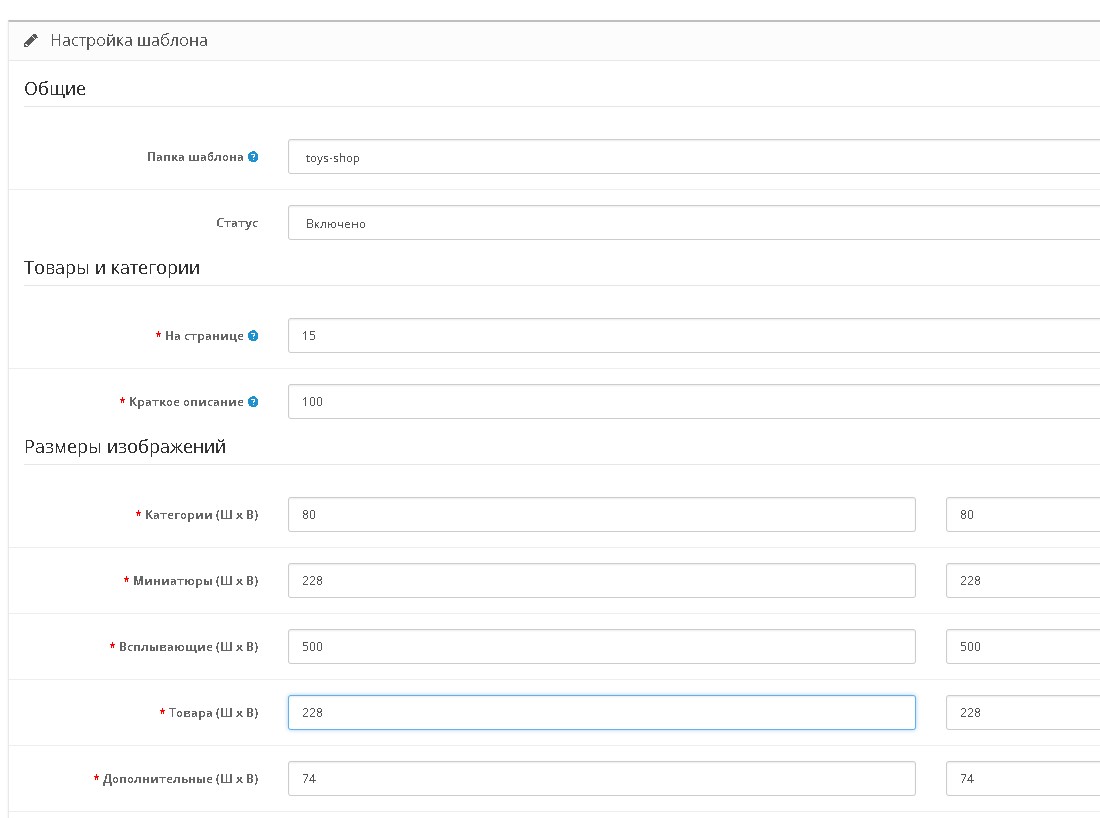 Настройка шаблона
Общие
Папка шаблона ? toys-shop
Статус Включено
Товары и категории
* На странице ? 15
* Краткое описание ? 100
Размеры изображений
* Категории (Ш x В) 80 80
* Миниатюры (Ш x В) 228 228
* Всплывающие (Ш x В) 500 500
* Товара (Ш x В) 228 228
* Дополнительные (Ш x В) 74 74